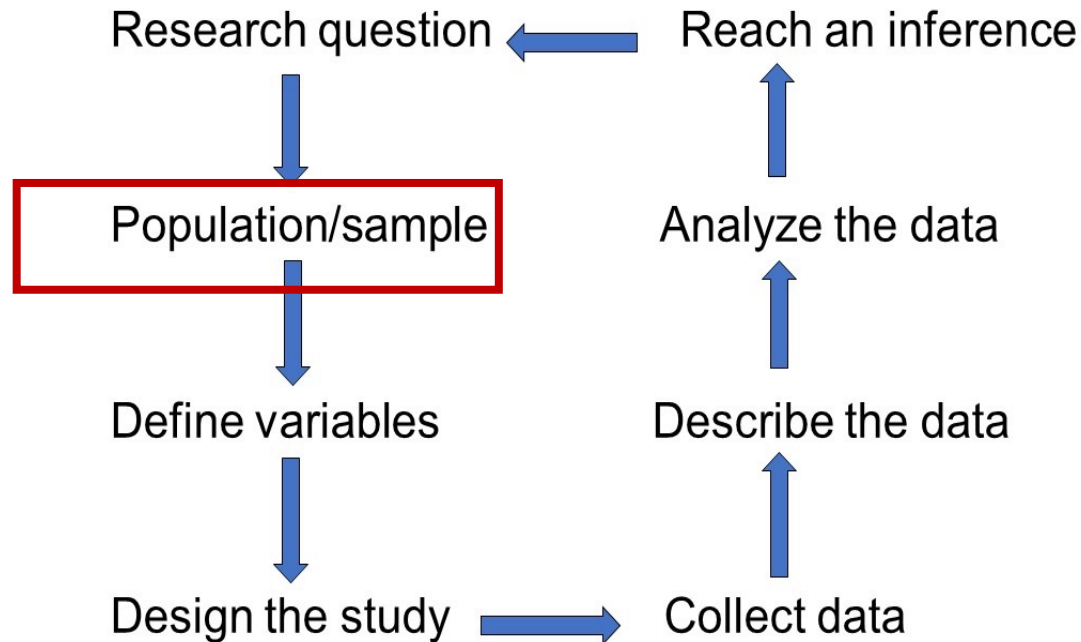 Research question
Reach an inference
Population/sample
Analyze the data
Define variables
Describe the data
Design the study
Collect data